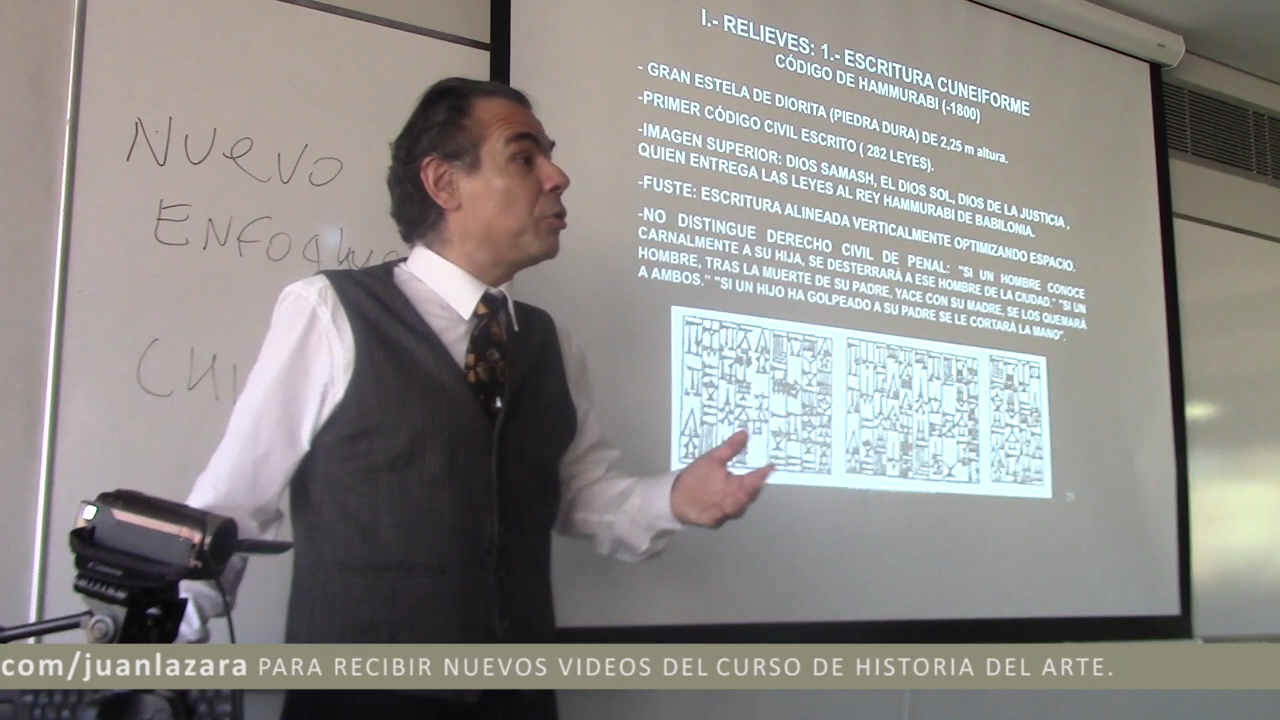 NUevO
ENFOQUE
CHI
I.- RELIEVES: 1.- ESCRITURA CUNEIFORME
CÓDIGO DE HAMMURABI (-1800)
- GRAN ESTELA DE DIORITA (PIEDRA DURA) DE 2,25 m altura.
-PRIMER CÓDIGO CIVIL ESCRITO ( 282 LEYES).
-IMAGEN SUPERIOR: DIOS SAMASH, EL DIOS SOL, DIOS DE LA JUSTICIA ,
QUIEN ENTREGA LAS LEYES AL REY HAMMURABI DE BABILONIA.
-FUSTE: ESCRITURA ALINEADA VERTICALMENTE OPTIMIZANDO ESPACIO.
-NO DISTINGUE DERECHO CIVIL DE PENAL: "SI UN HOMBRE CONOCE
CARNALMENTE A SU HIJA, SE DESTERRARÁ A ESE HOMBRE DE LA CIUDAD." "SI UN
HOMBRE, TRAS LA MUERTE DE SU PADRE, YACE CON SU MADRE, SE LOS QUEMARÁ
A AMBOS." "SI UN HIJO HA GOLPEADO A SU PADRE SE LE CORTARÁ LA MANO".
Canon
com/juanlazara PARA RECIBIR NUEVOS VIDEOS DEL CURSO DE HISTORIA DEL ARTE.